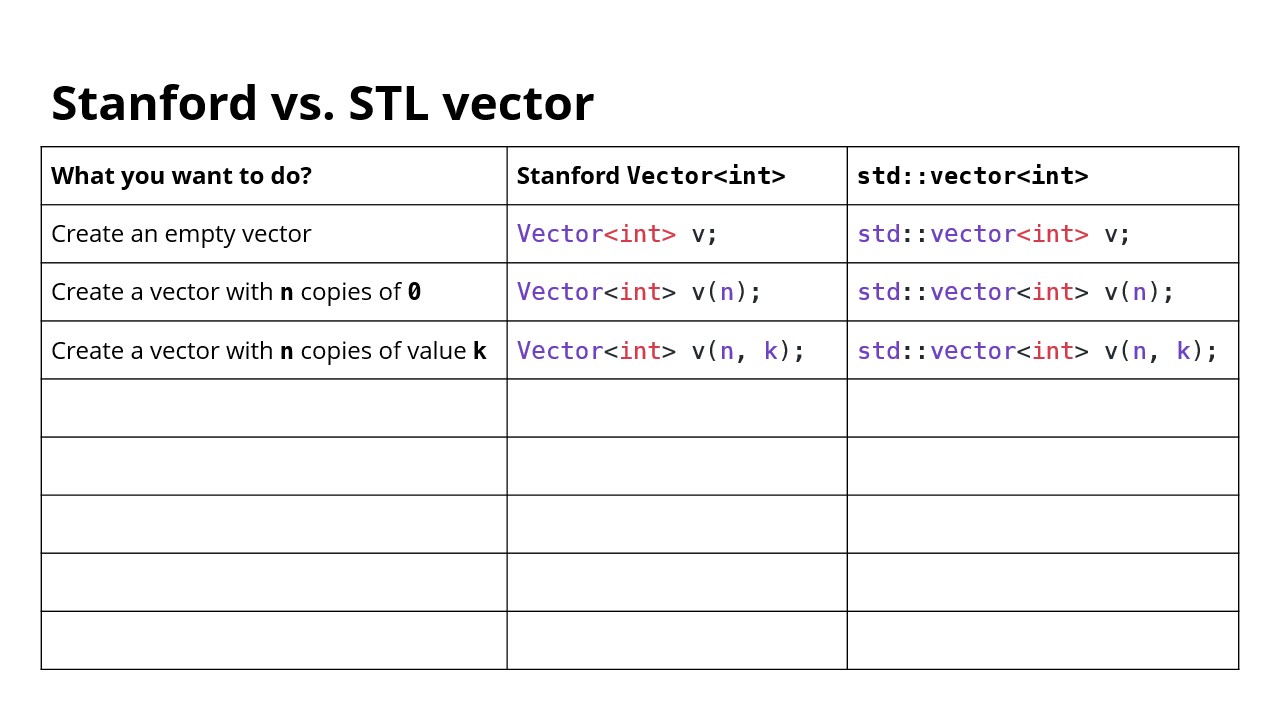 Stanford vs. STL vector
What you want to do? Stanford Vector<int> std::vector<int>
Create an empty vector Vector<int> v; std::vector<int> v;
Create a vector with n copies of 0 Vector<int> v(n); std::vector<int> v(n);
Create a vector with n copies of value k Vector<int> v(n, k); std::vector<int> v(n, k);